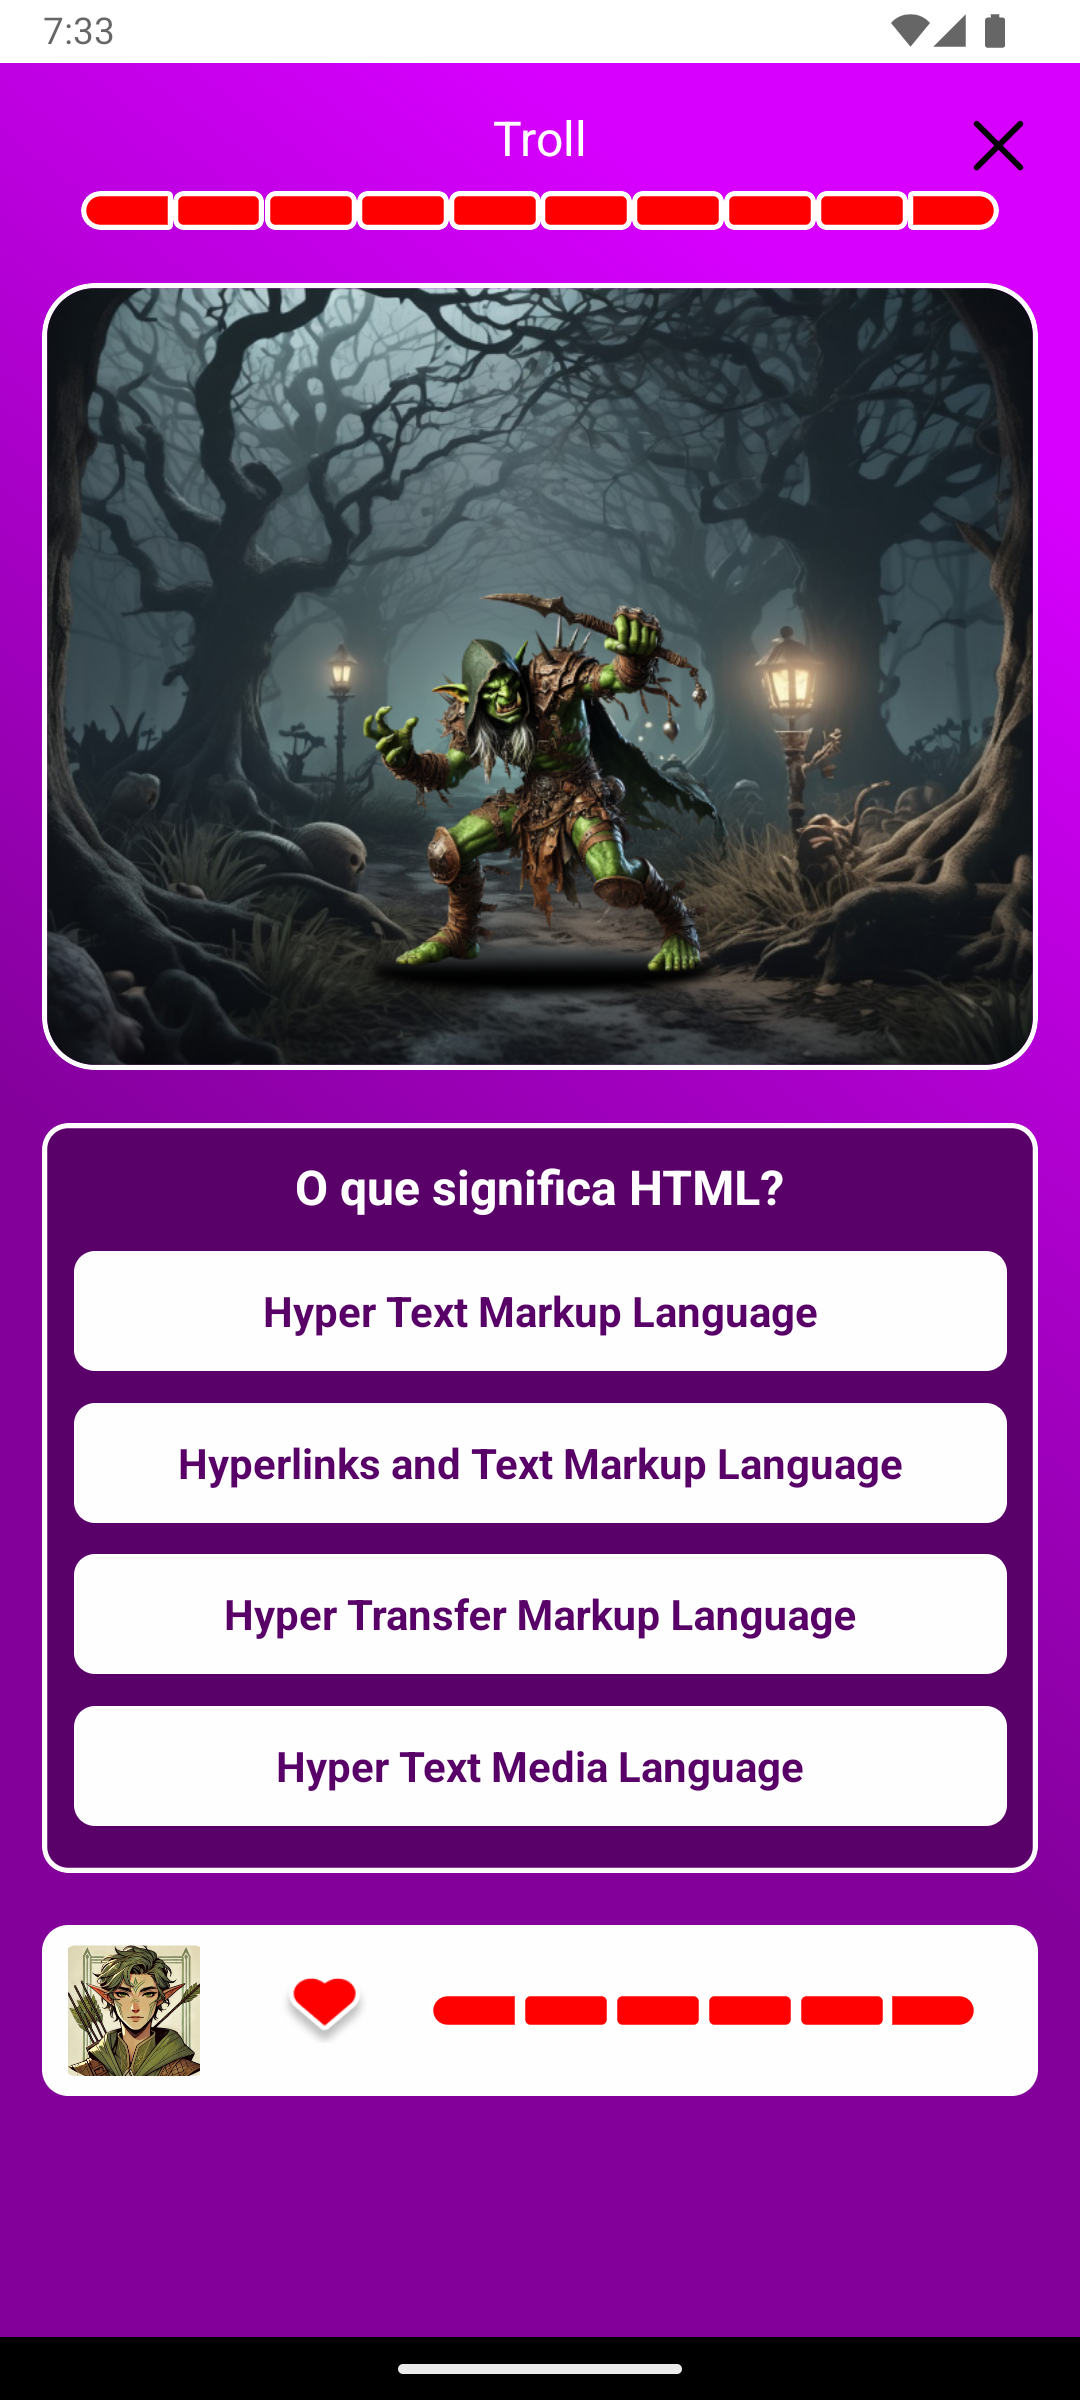 7:33
Troll
O que significa HTML?
Hyper Text Markup Language
Hyperlinks and Text Markup Language
Hyper Transfer Markup Language
Hyper Text Media Language